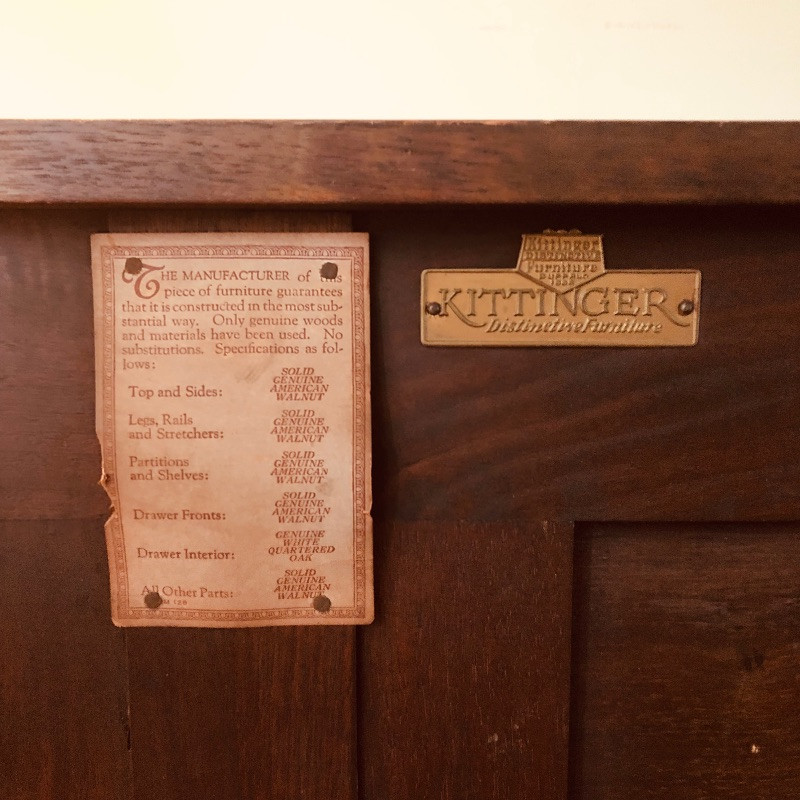 THE MANUFACTURER of this
piece of furniture guarantees
that it is constructed in the most sub-
stantial way. Only genuine woods
and materials have been used. No
substitutions. Specifications as fol-
lows:
Top and Sides: SOLID GENUINE AMERICAN WALNUT
Legs, Rails and Stretchers: SOLID GENUINE AMERICAN WALNUT
Partitions and Shelves: SOLID GENUINE AMERICAN WALNUT
Drawer Fronts: SOLID GENUINE AMERICAN WALNUT
Drawer Interior: GENUINE WHITE QUARTERED OAK
All Other Parts: SOLID GENUINE AMERICAN WALNUT
Kittinger
DISTINCTIVE
Furniture
BUFFALO
KITTINGER
Distinctive Furniture